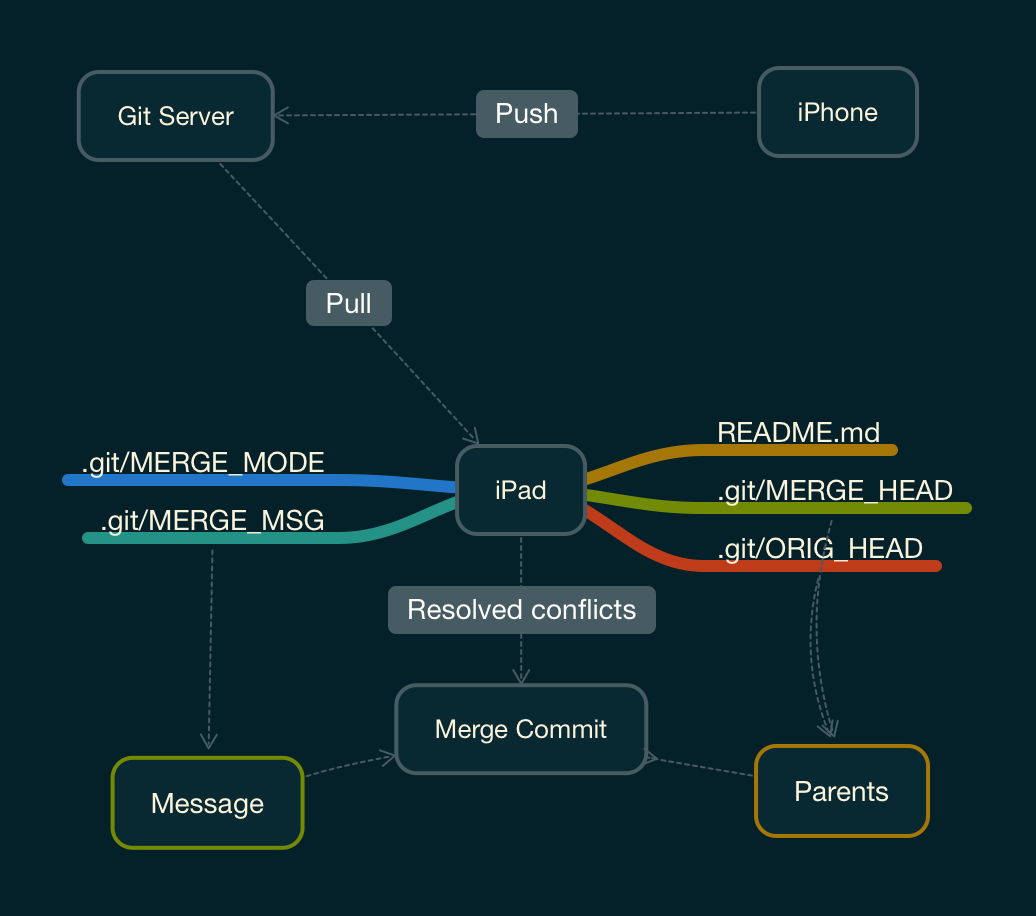 Git Server
Push
iPhone
Pull
README.md
.git/MERGE_MODE
iPad
.git/MERGE_HEAD
.git/MERGE_MSG
.git/ORIG_HEAD
Resolved conflicts
Merge Commit
Message
Parents